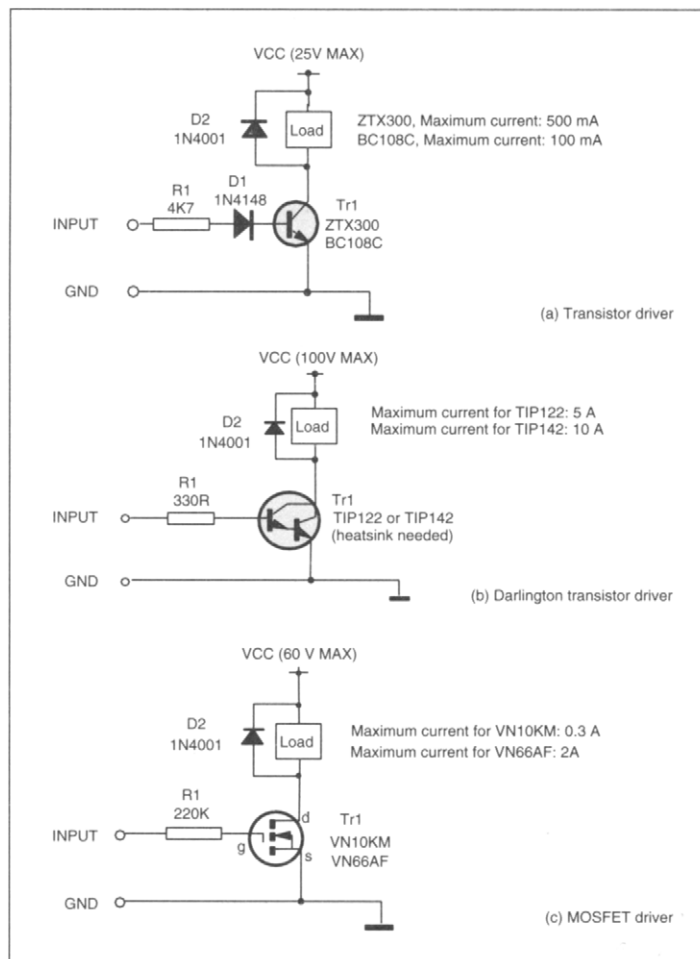 VCC (25V MAX)
D2
1N4001
Load
ZTX300, Maximum current: 500 mA
BC108C, Maximum current: 100 mA
R1
4K7
D1
1N4148
INPUT
Tr1
ZTX300
BC108C
GND
(a) Transistor driver
VCC (100V MAX)
D2
1N4001
Load
Maximum current for TIP122: 5 A
Maximum current for TIP142: 10 A
R1
330R
INPUT
Tr1
TIP122 or TIP142
(heatsink needed)
GND
(b) Darlington transistor driver
VCC (60 V MAX)
D2
1N4001
Load
Maximum current for VN10KM: 0.3 A
Maximum current for VN66AF: 2A
R1
220K
INPUT
g
d
s
Tr1
VN10KM
VN66AF
GND
(c) MOSFET driver